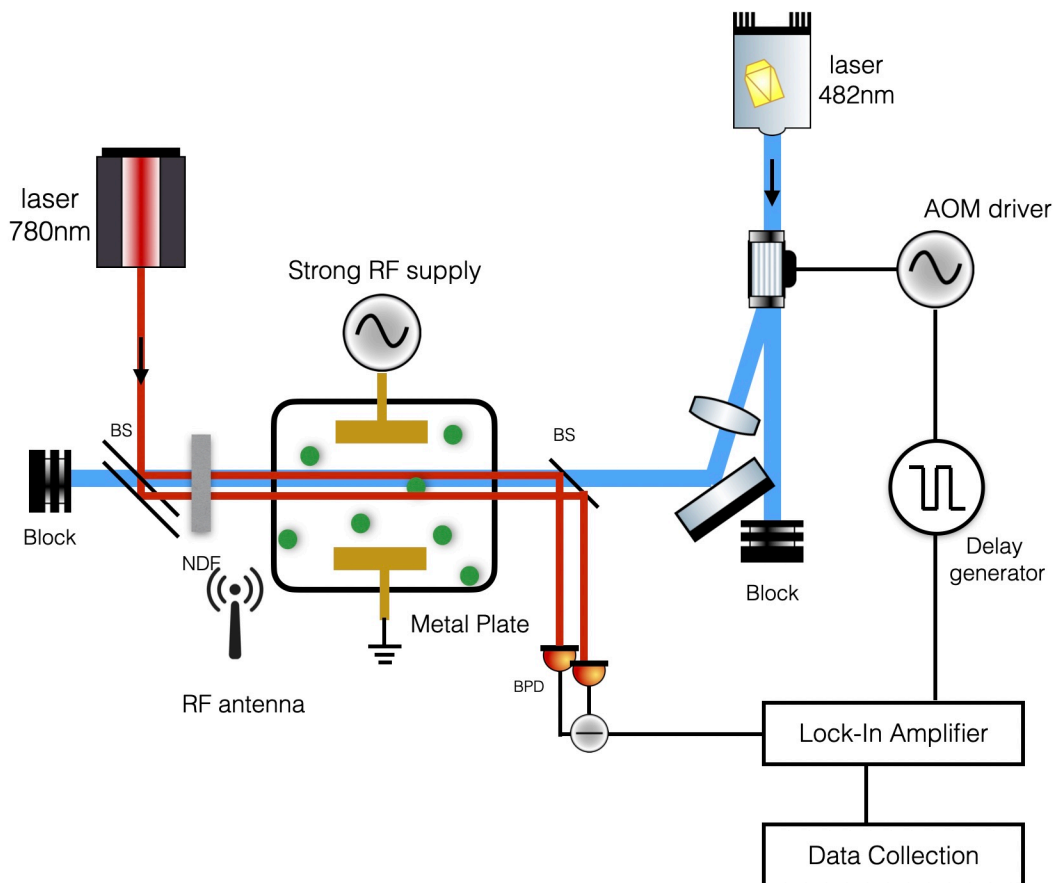 laser
482nm
laser
780nm
AOM driver
Strong RF supply
BS
BS
Block
NDF
Delay
generator
Block
Metal Plate
RF antenna
BPD
Lock-In Amplifier
Data Collection